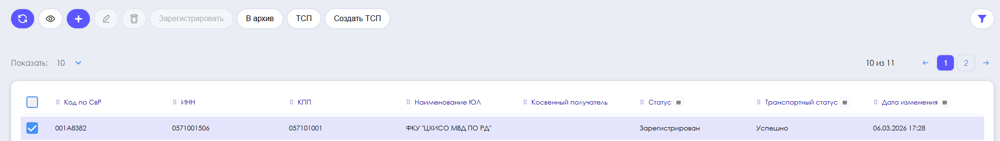 Зарегистрировать В архив ТСП Создать ТСП
Показать: 10 10 из 11 1 2
Код по СвР ИНН КПП Наименование ЮЛ Косвенный получатель Статус Транспортный статус Дата изменения
001А8382 0571001506 057101001 ФКУ "ЦХИСО МВД ПО РД" Зарегистрирован Успешно 06.03.2026 17:28